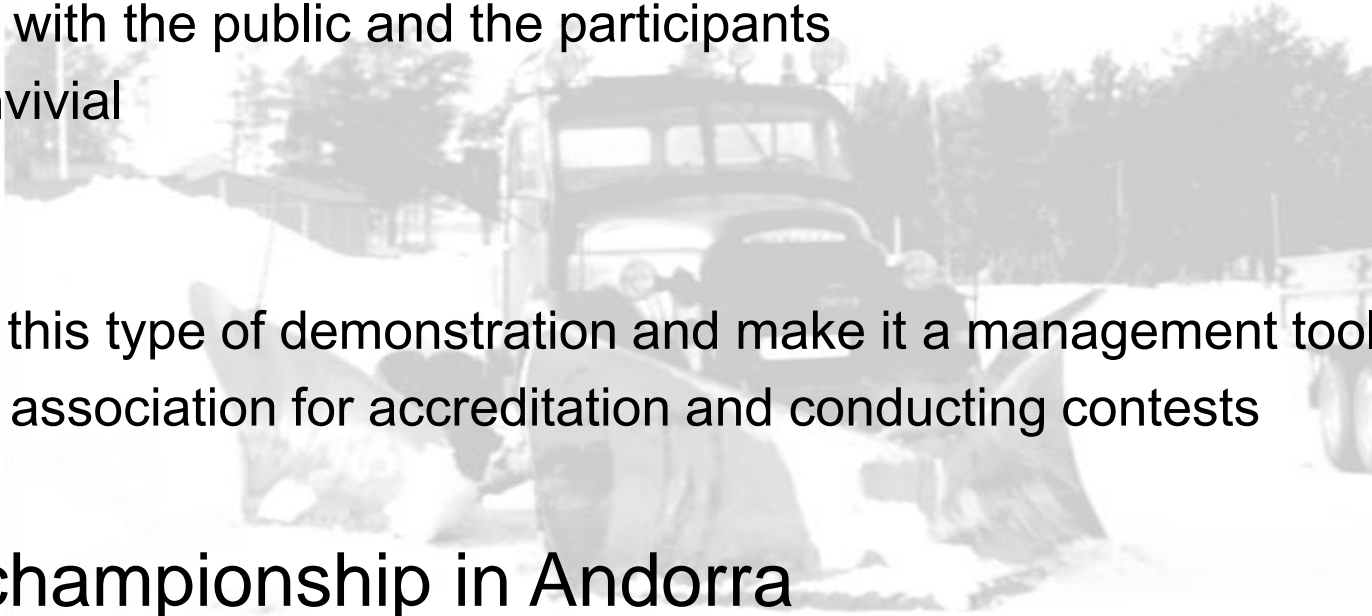 with the public and the participants
nvivial
this type of demonstration and make it a management tool
association for accreditation and conducting contests
championship in Andorra